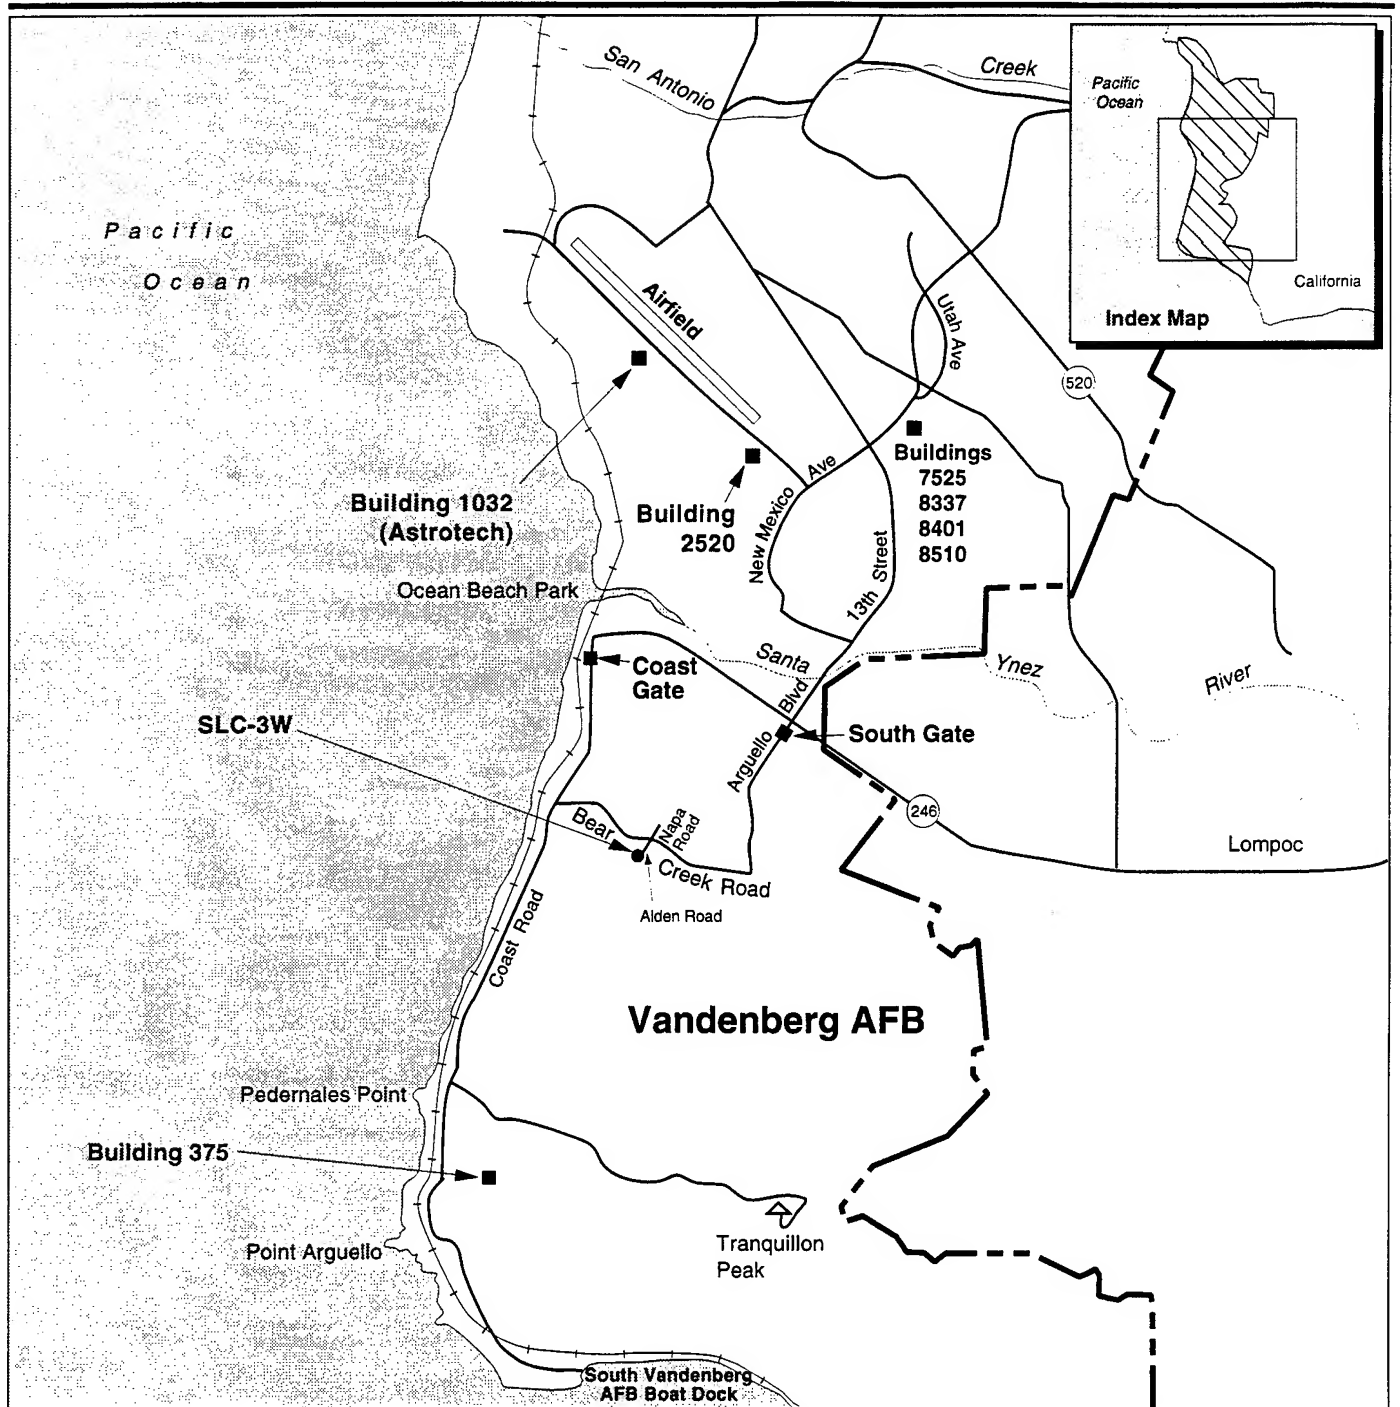 San Antonio
Creek
Pacific
Ocean
California
Index Map
Pacific
Ocean
Airfield
Utah Ave
520
Building 1032
(Astrotech)
Building
2520
New Mexico
Ave
Buildings
7525
8337
8401
8510
13th Street
Ocean Beach Park
Coast
Gate
Santa
Ynez
River
SLC-3W
Arguello
Blvd
South Gate
246
Lompoc
Bear
Creek Road
Napa
Road
Alden Road
Coast Road
Vandenberg AFB
Pedernales Point
Building 375
Point Arguello
Tranquillon
Peak
South Vandenberg
AFB Boat Dock